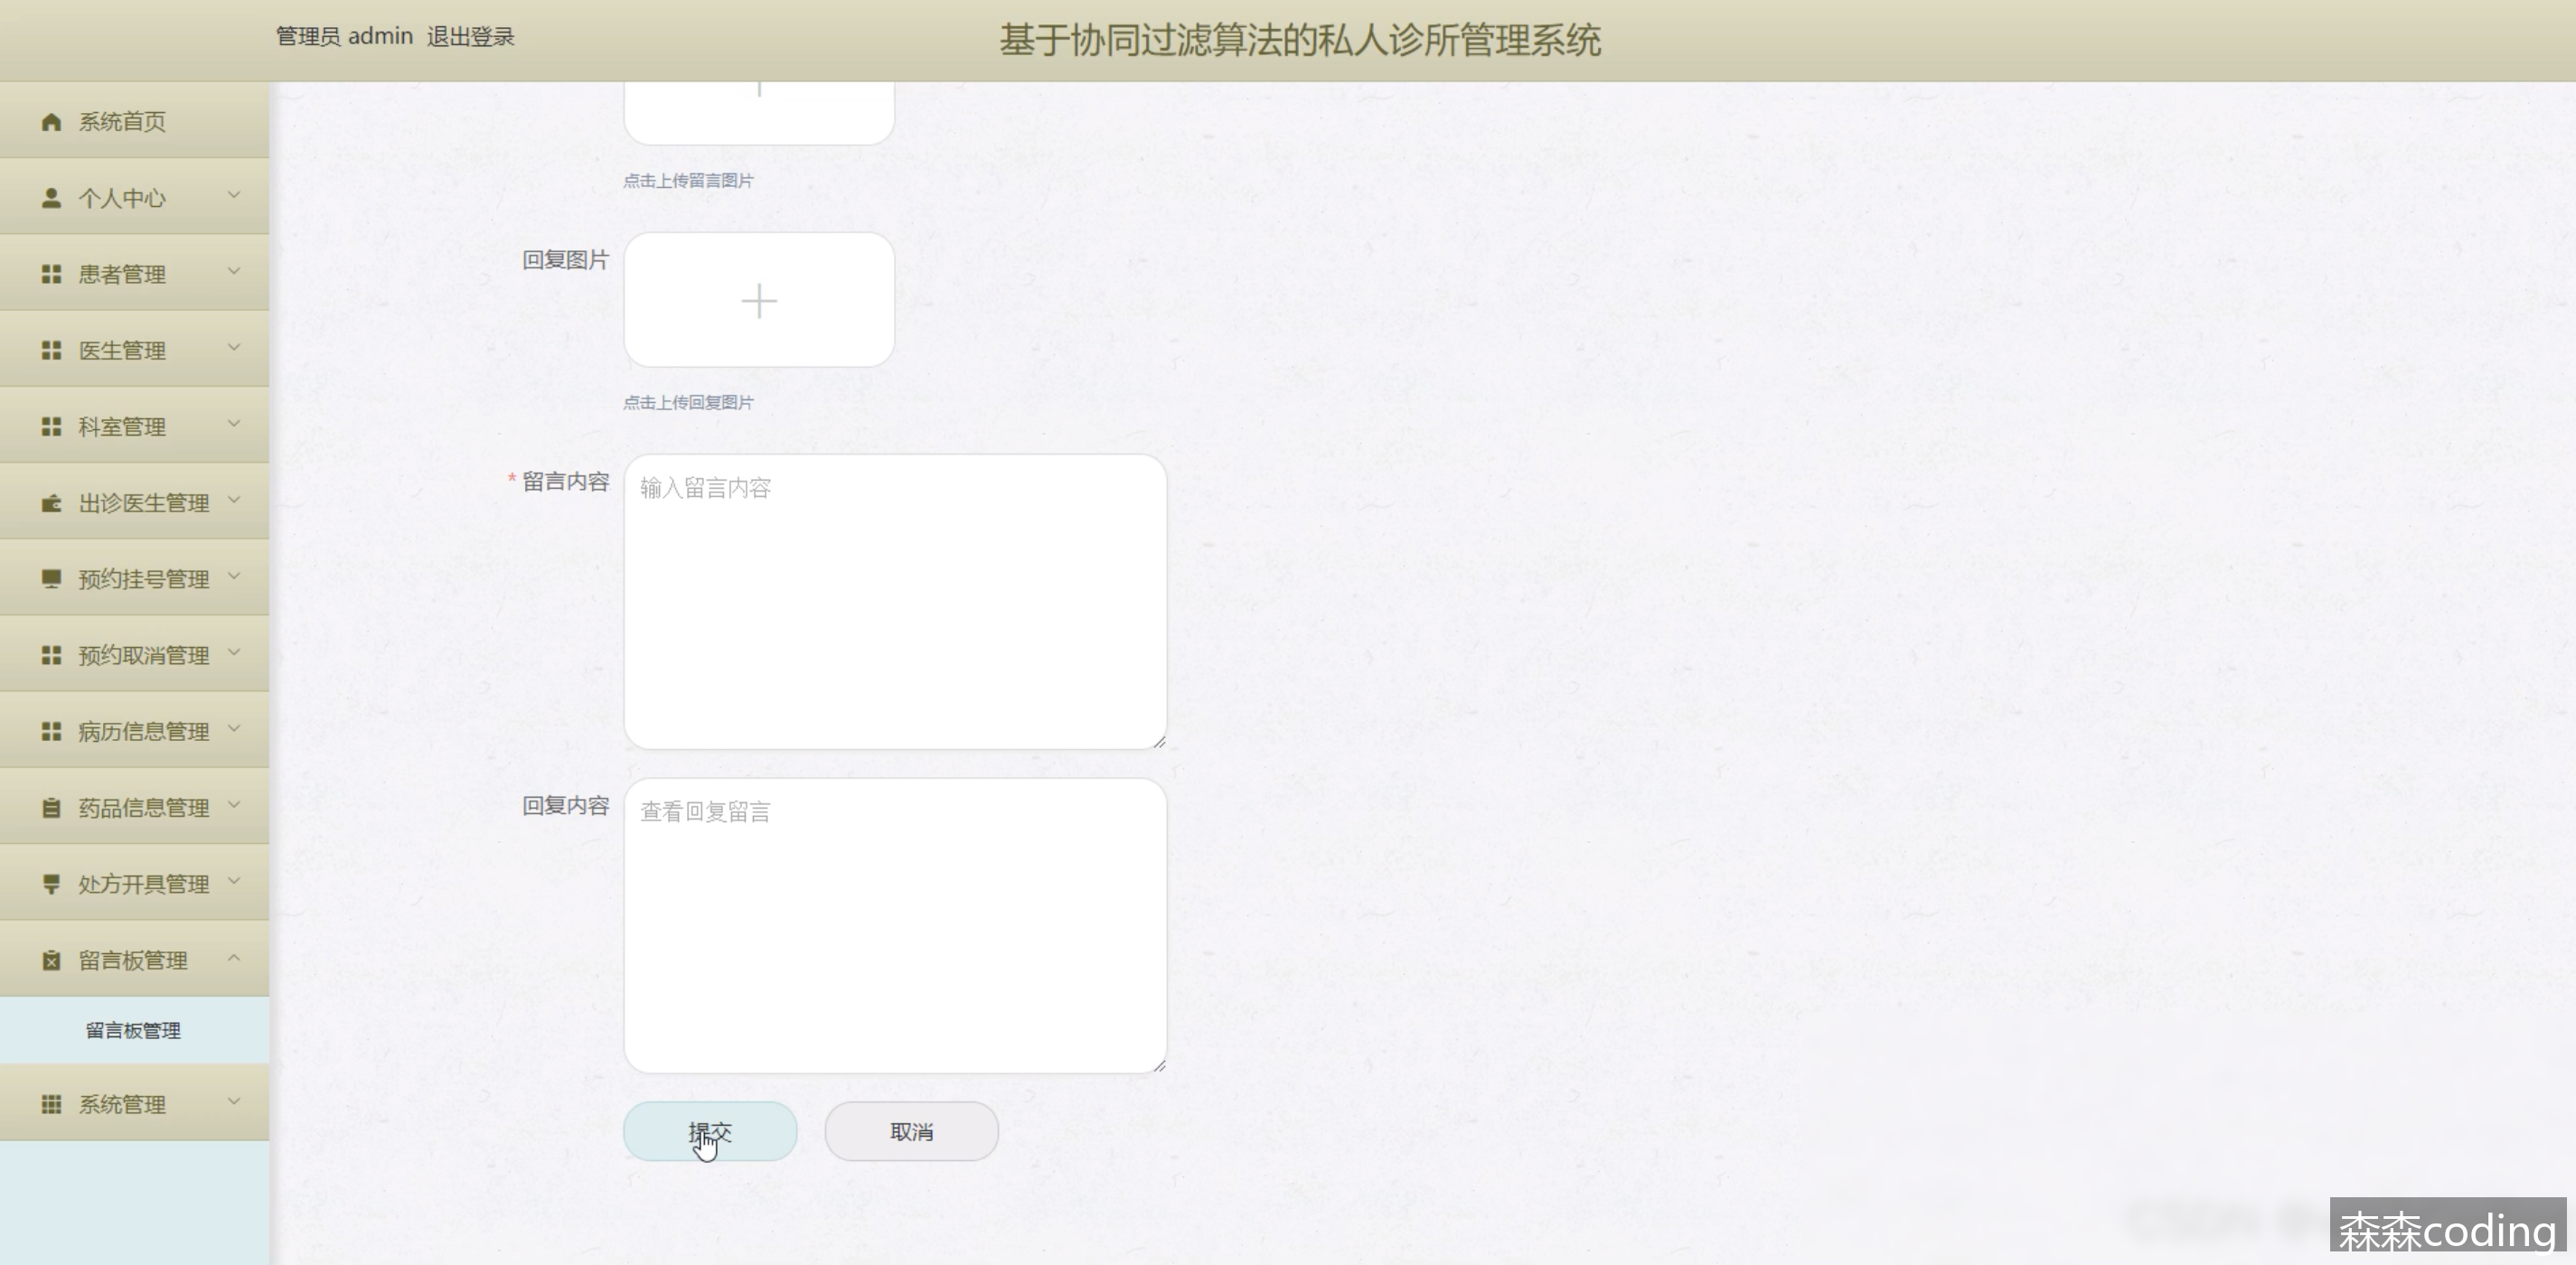 管理员 admin 退出登录
基于协同过滤算法的私人诊所管理系统
系统首页
个人中心
患者管理
医生管理
科室管理
出诊医生管理
预约挂号管理
预约取消管理
病历信息管理
药品信息管理
处方开具管理
留言板管理
留言板管理
系统管理
点击上传留言图片
回复图片
点击上传回复图片
* 留言内容
输入留言内容
回复内容
查看回复留言
提交
取消
森森coding